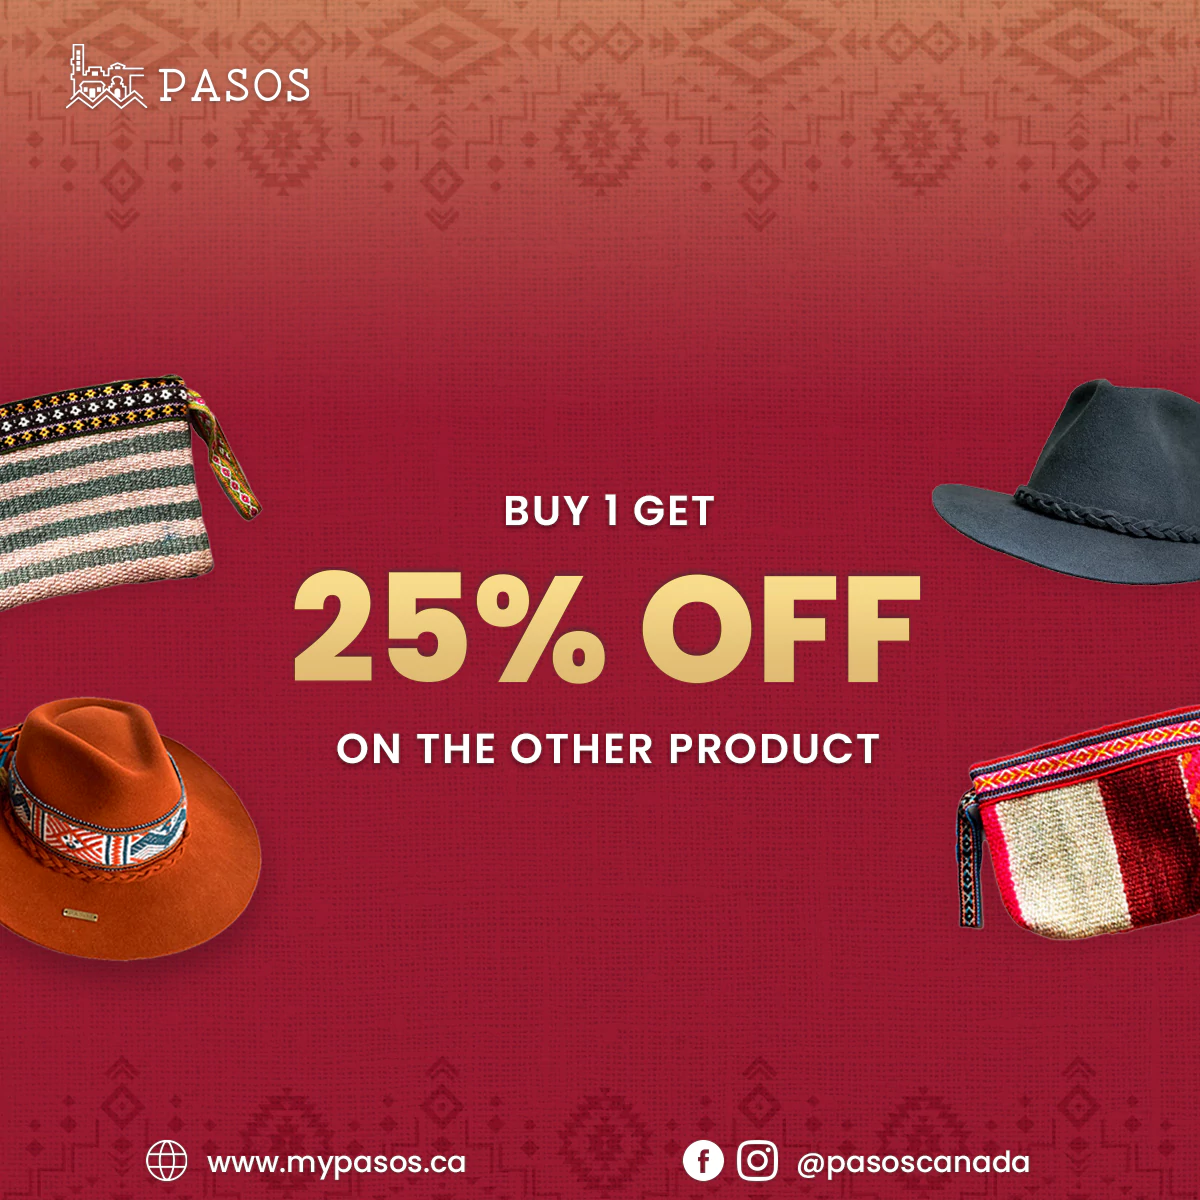 PASOS
BUY 1 GET
25% OFF
ON THE OTHER PRODUCT
www.mypasos.ca
@pasoscanada